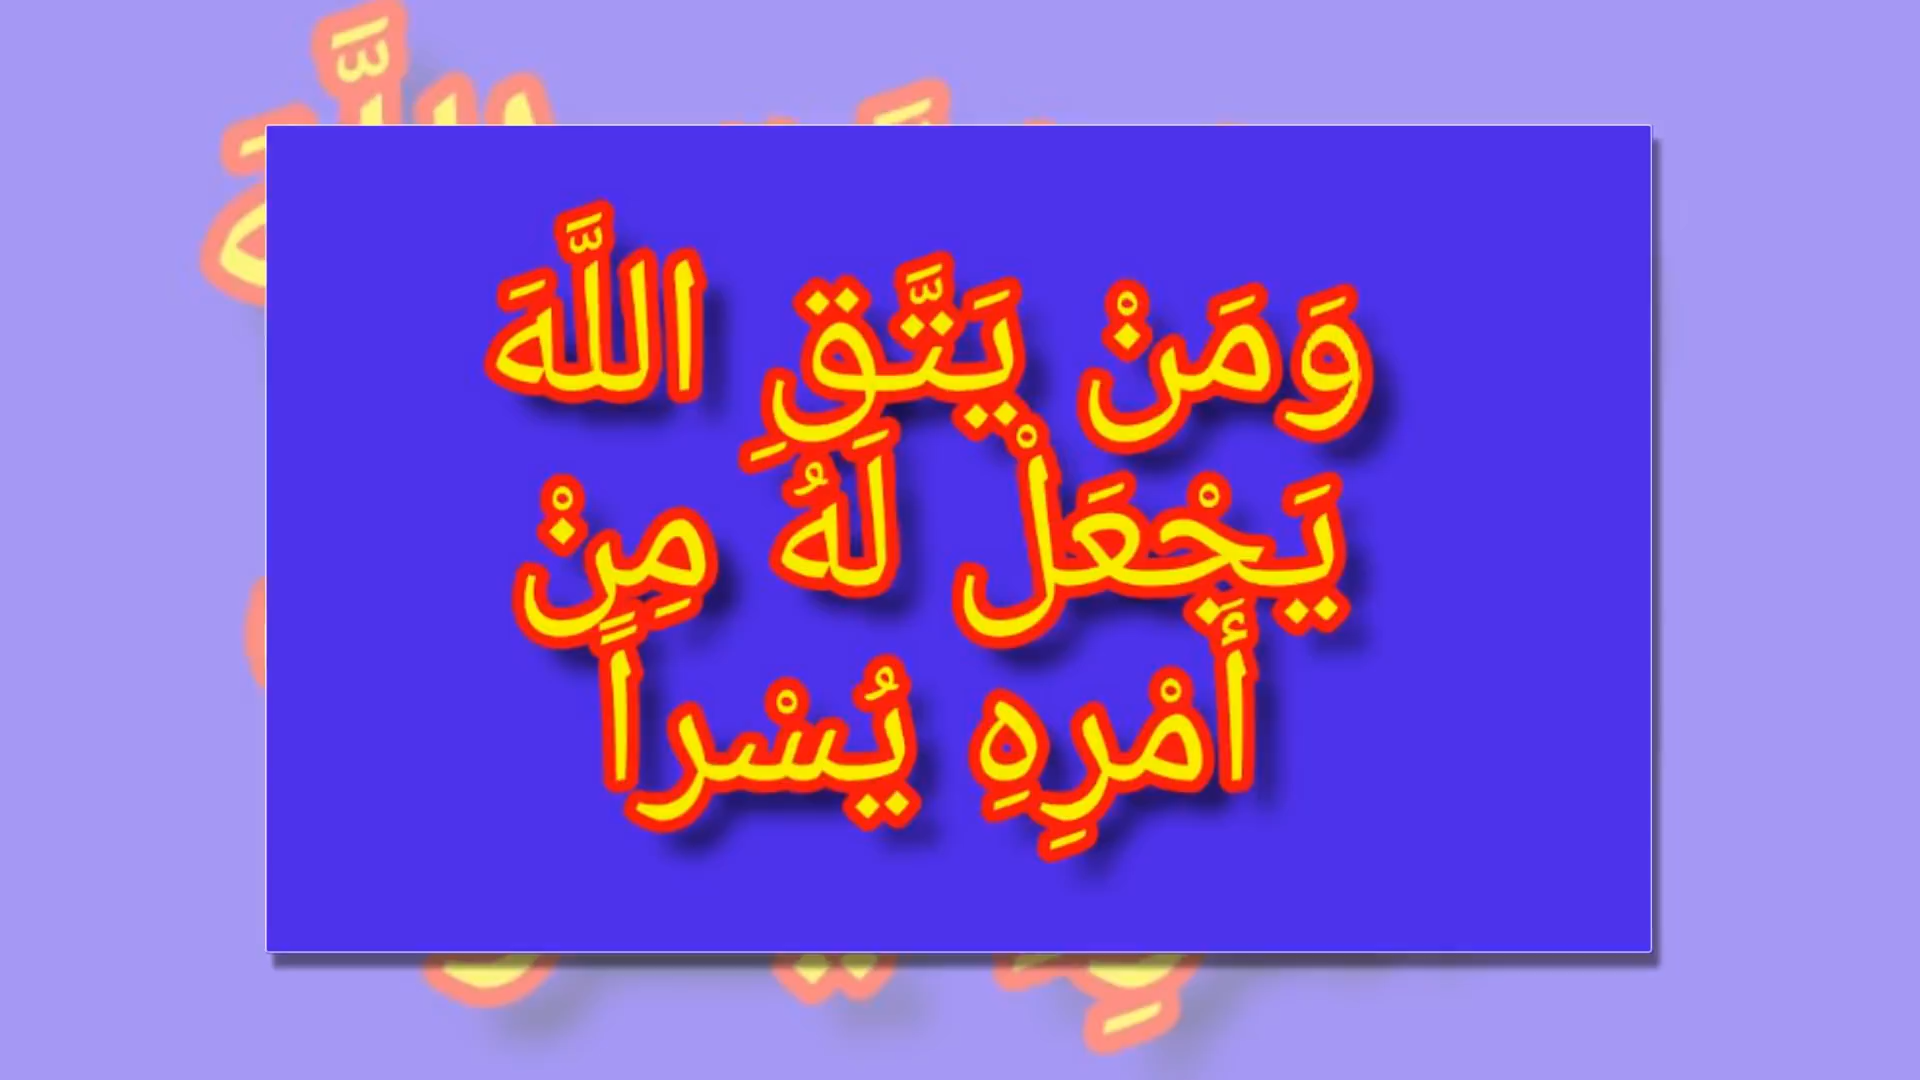 وَمَنْ يَتَّقِ اللَّهَ
يَجْعَلْ لَهُ مِنْ
أَمْرِهِ يُسْراً